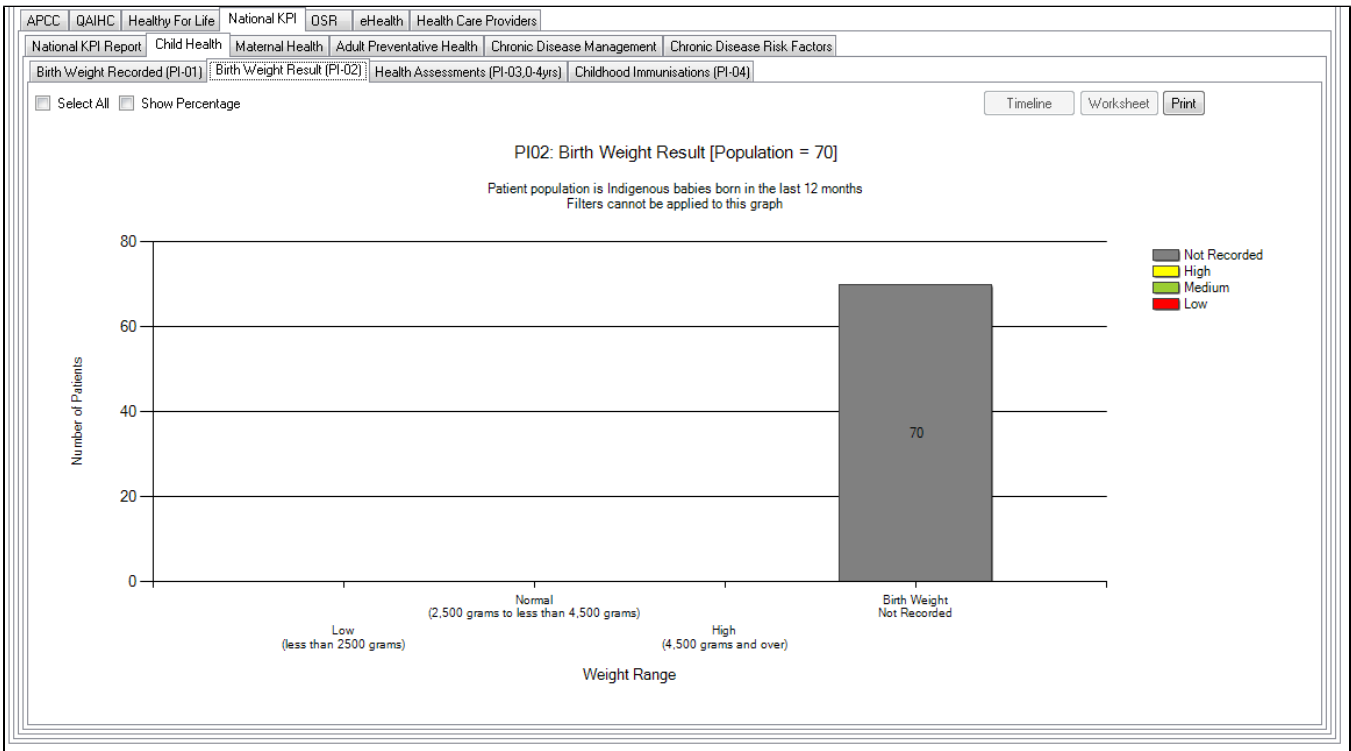 APCC QAIHC Healthy For Life National KPI OSR eHealth Health Care Providers
National KPI Report Child Health Maternal Health Adult Preventative Health Chronic Disease Management Chronic Disease Risk Factors
Birth Weight Recorded (PI-01) Birth Weight Result (PI-02) Health Assessments (PI-03,0-4yrs) Childhood Immunisations (PI-04)
Select All Show Percentage Timeline Worksheet Print
PI02: Birth Weight Result [Population = 70]
Patient population is Indigenous babies born in the last 12 months
Filters cannot be applied to this graph
80
60
40
20
0
Number of Patients
70
Not Recorded
High
Medium
Low
Normal
(2,500 grams to less than 4,500 grams)
Birth Weight
Not Recorded
Low
(less than 2500 grams)
High
(4,500 grams and over)
Weight Range